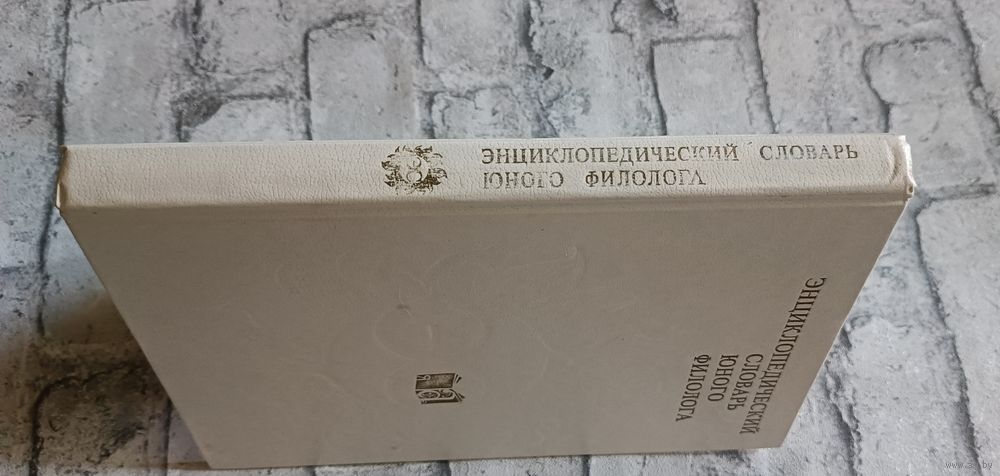 ЭНЦИКЛОПЕДИЧЕСКИЙ СЛОВАРЬ
ЮНОГО ФИЛОЛОГА
ЭНЦИКЛОПЕДИЧЕСКИЙ
СЛОВАРЬ
ЮНОГО
ФИЛОЛОГА